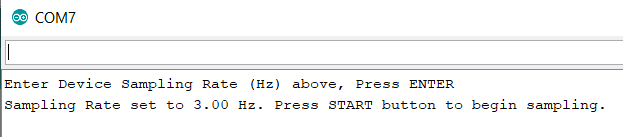 COM7
Enter Device Sampling Rate (Hz) above, Press ENTER
Sampling Rate set to 3.00 Hz. Press START button to begin sampling.